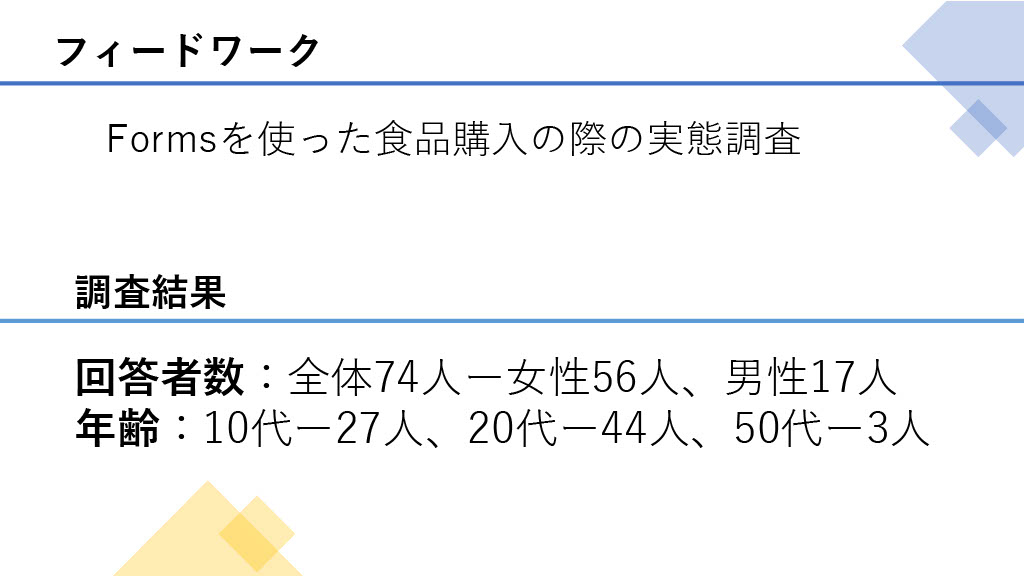 フィードワーク
Formsを使った食品購入の際の実態調査
調査結果
回答者数：全体74人ー女性56人、男性17人
年齢：10代ー27人、20代ー44人、50代ー3人